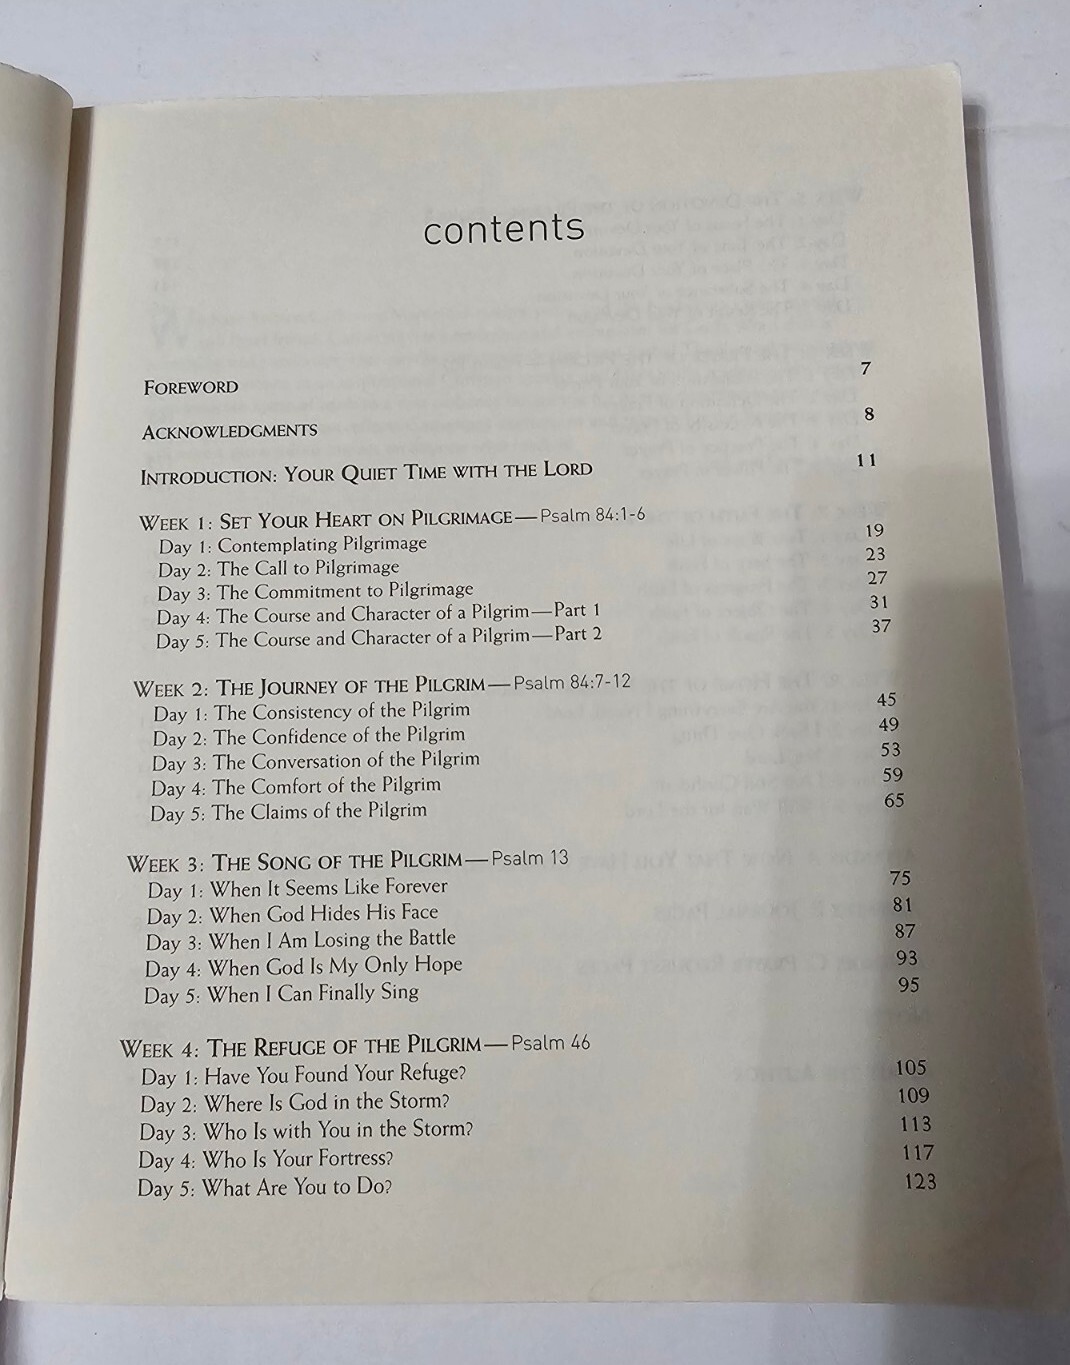 contents
FOREWORD 7
ACKNOWLEDGMENTS 8
INTRODUCTION: YOUR QUIET TIME WITH THE LORD 11
WEEK 1: SET YOUR HEART ON PILGRIMAGE—Psalm 84:1-6
Day 1: Contemplating Pilgrimage 19
Day 2: The Call to Pilgrimage 23
Day 3: The Commitment to Pilgrimage 27
Day 4: The Course and Character of a Pilgrim—Part 1 31
Day 5: The Course and Character of a Pilgrim—Part 2 37
WEEK 2: THE JOURNEY OF THE PILGRIM—Psalm 84:7-12
Day 1: The Consistency of the Pilgrim 45
Day 2: The Confidence of the Pilgrim 49
Day 3: The Conversation of the Pilgrim 53
Day 4: The Comfort of the Pilgrim 59
Day 5: The Claims of the Pilgrim 65
WEEK 3: THE SONG OF THE PILGRIM—Psalm 13
Day 1: When It Seems Like Forever 75
Day 2: When God Hides His Face 81
Day 3: When I Am Losing the Battle 87
Day 4: When God Is My Only Hope 93
Day 5: When I Can Finally Sing 95
WEEK 4: THE REFUGE OF THE PILGRIM—Psalm 46
Day 1: Have You Found Your Refuge? 105
Day 2: Where Is God in the Storm? 109
Day 3: Who Is with You in the Storm? 113
Day 4: Who Is Your Fortress? 117
Day 5: What Are You to Do? 123